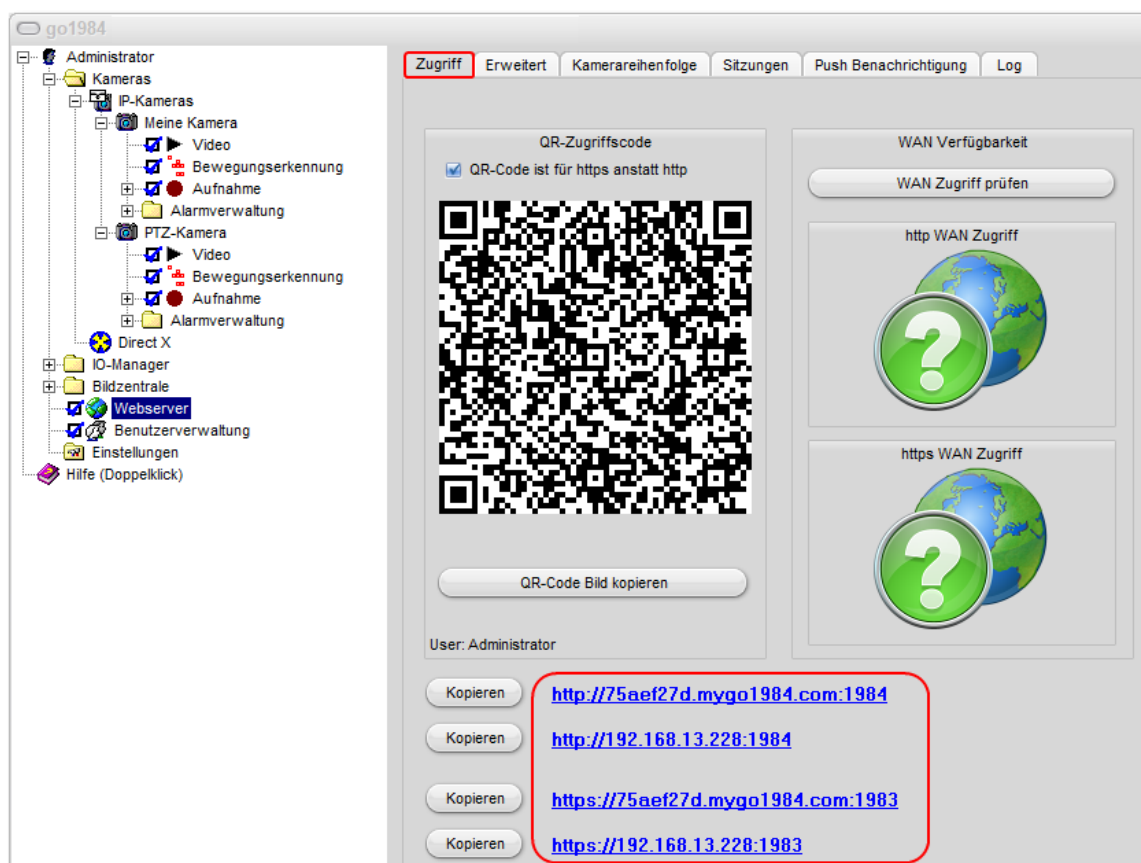 go1984
Administrator
Kameras
IP-Kameras
Meine Kamera
Video
Bewegungserkennung
Aufnahme
Alarmverwaltung
PTZ-Kamera
Video
Bewegungserkennung
Aufnahme
Alarmverwaltung
Direct X
IO-Manager
Bildzentrale
Webserver
Benutzerverwaltung
Einstellungen
Hilfe (Doppelklick)
Zugriff Erweitert Kamerareihenfolge Sitzungen Push Benachrichtigung Log
QR-Zugriffscode
QR-Code ist für https anstatt http
QR-Code Bild kopieren
User: Administrator
WAN Verfügbarkeit
WAN Zugriff prüfen
http WAN Zugriff
https WAN Zugriff
Kopieren http://75aef27d.mygo1984.com:1984
Kopieren http://192.168.13.228:1984
Kopieren https://75aef27d.mygo1984.com:1983
Kopieren https://192.168.13.228:1983